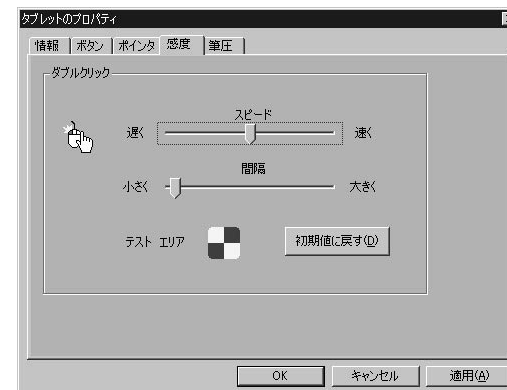 タブレットのプロパティ
情報 ボタン ポインタ 感度 筆圧
ダブルクリック
スピード
遅く 速く
間隔
小さく 大きく
テスト エリア 初期値に戻す(D)
OK キャンセル 適用(A)